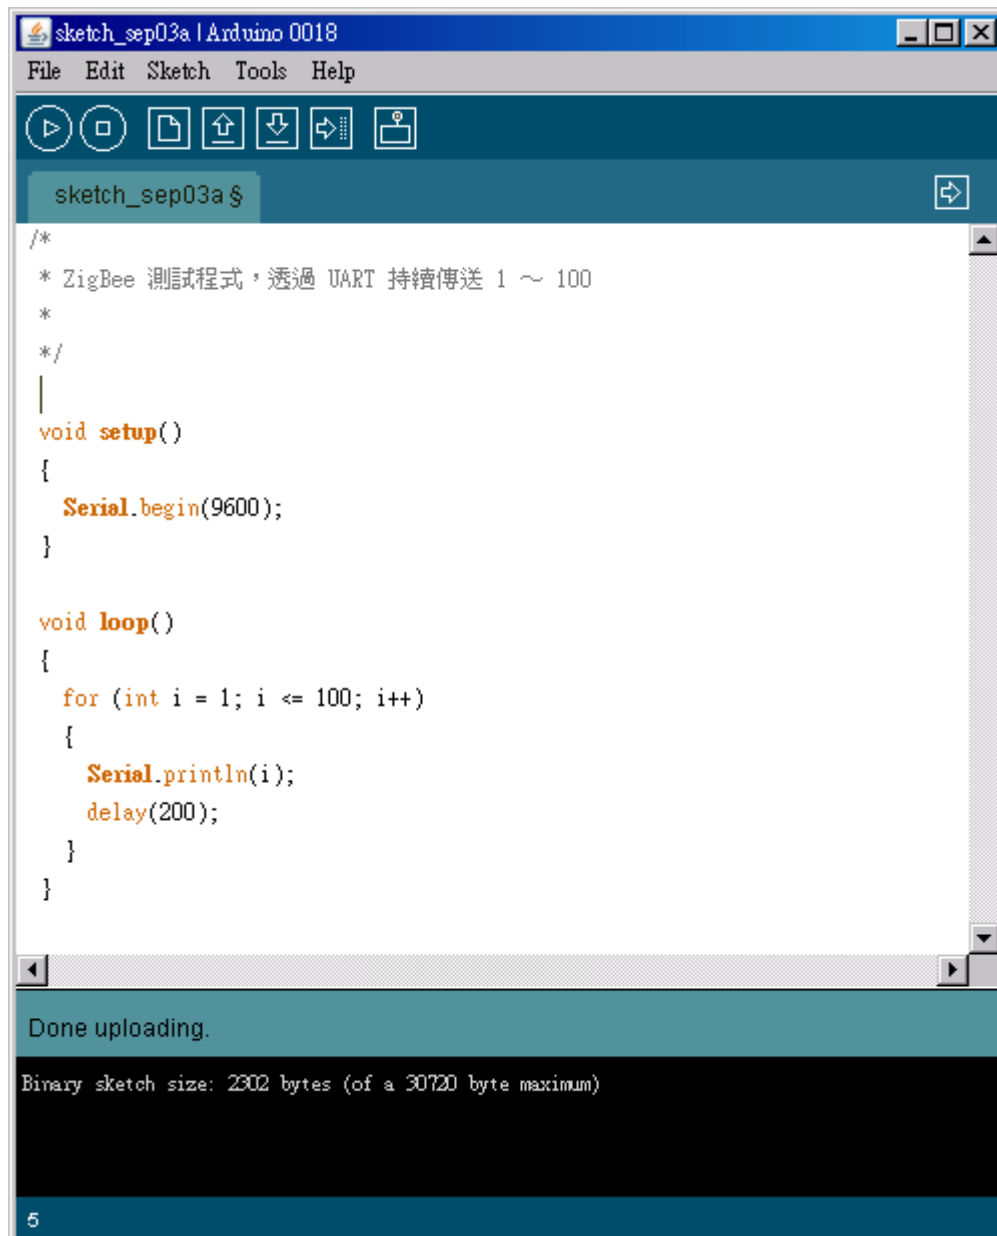 sketch_sep03a | Arduino 0018
File Edit Sketch Tools Help
sketch_sep03a §
/*
* ZigBee 測試程式，透過 UART 持續傳送 1 ～ 100
*
*/
void setup()
{
Serial.begin(9600);
}
void loop()
{
for (int i = 1; i <= 100; i++)
{
Serial.println(i);
delay(200);
}
}
Done uploading.
Binary sketch size: 2302 bytes (of a 30720 byte maximum)
5